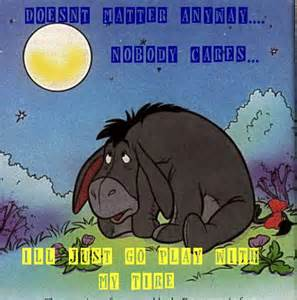 DOESNT MATTER ANYWAY....
NOBODY CARES...
ILL JUST GO PLAY WITH
MY TIRE